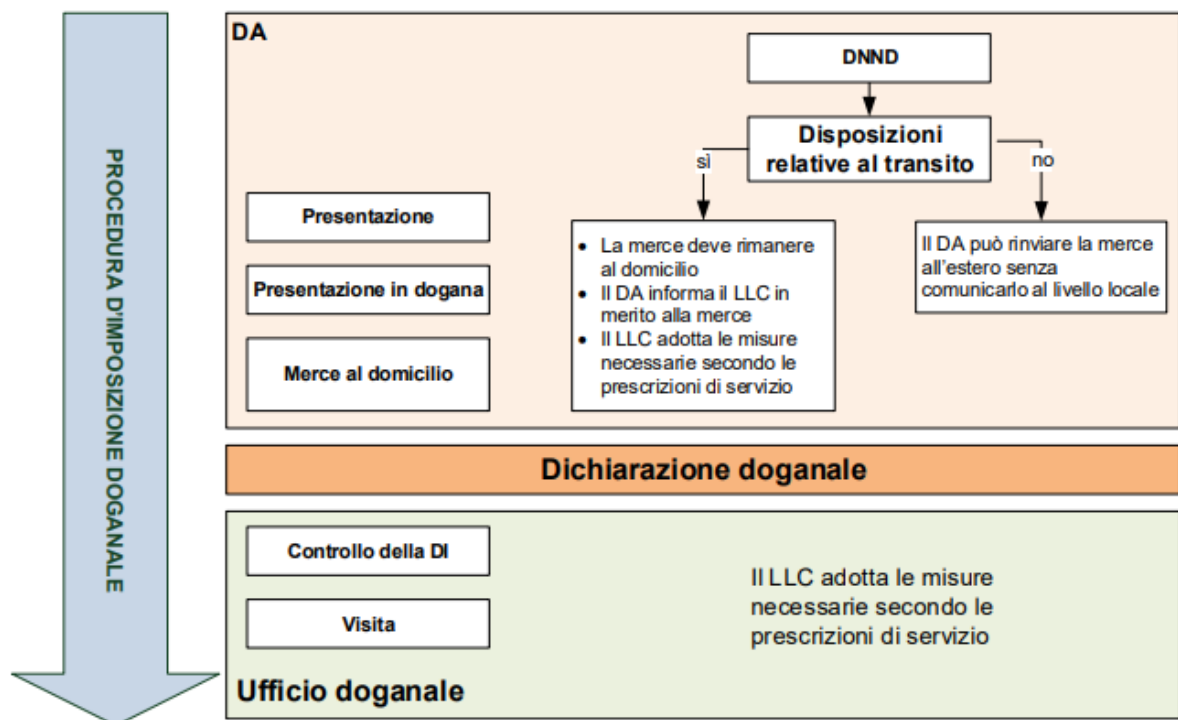 PROCEDURA D'IMPOSIZIONE DOGANALE
DA
DNND
Disposizioni
relative al transito
sì
no
Presentazione
Presentazione in dogana
Merce al domicilio
• La merce deve rimanere
al domicilio
• Il DA informa il LLC in
merito alla merce
• Il LLC adotta le misure
necessarie secondo le
prescrizioni di servizio
Il DA può rinviare la merce
all'estero senza
comunicarlo al livello locale
Dichiarazione doganale
Controllo della DI
Visita
Il LLC adotta le misure
necessarie secondo le
prescrizioni di servizio
Ufficio doganale